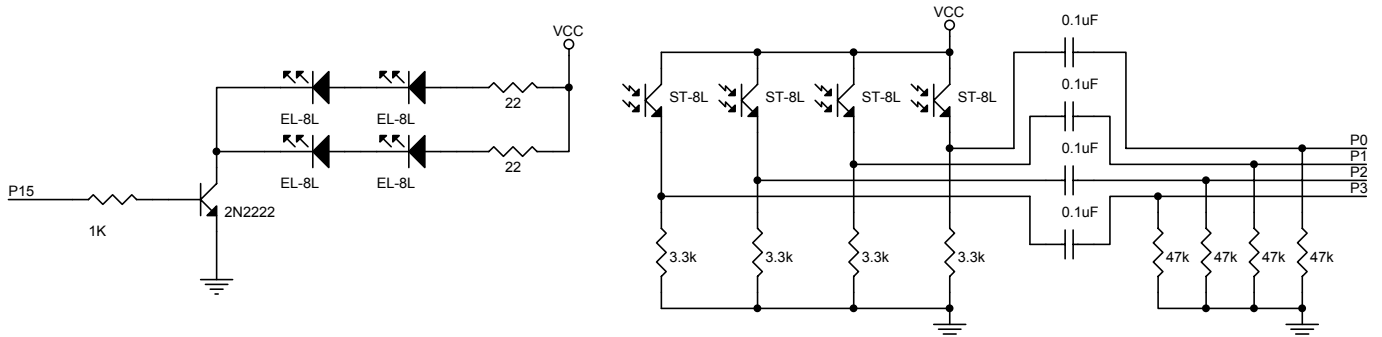 VCC
EL-8L EL-8L 22
EL-8L EL-8L 22
P15
1K
2N2222
VCC
ST-8L ST-8L ST-8L ST-8L
3.3k 3.3k 3.3k 3.3k
0.1uF
0.1uF
0.1uF
0.1uF
P0
P1
P2
P3
47k 47k 47k 47k